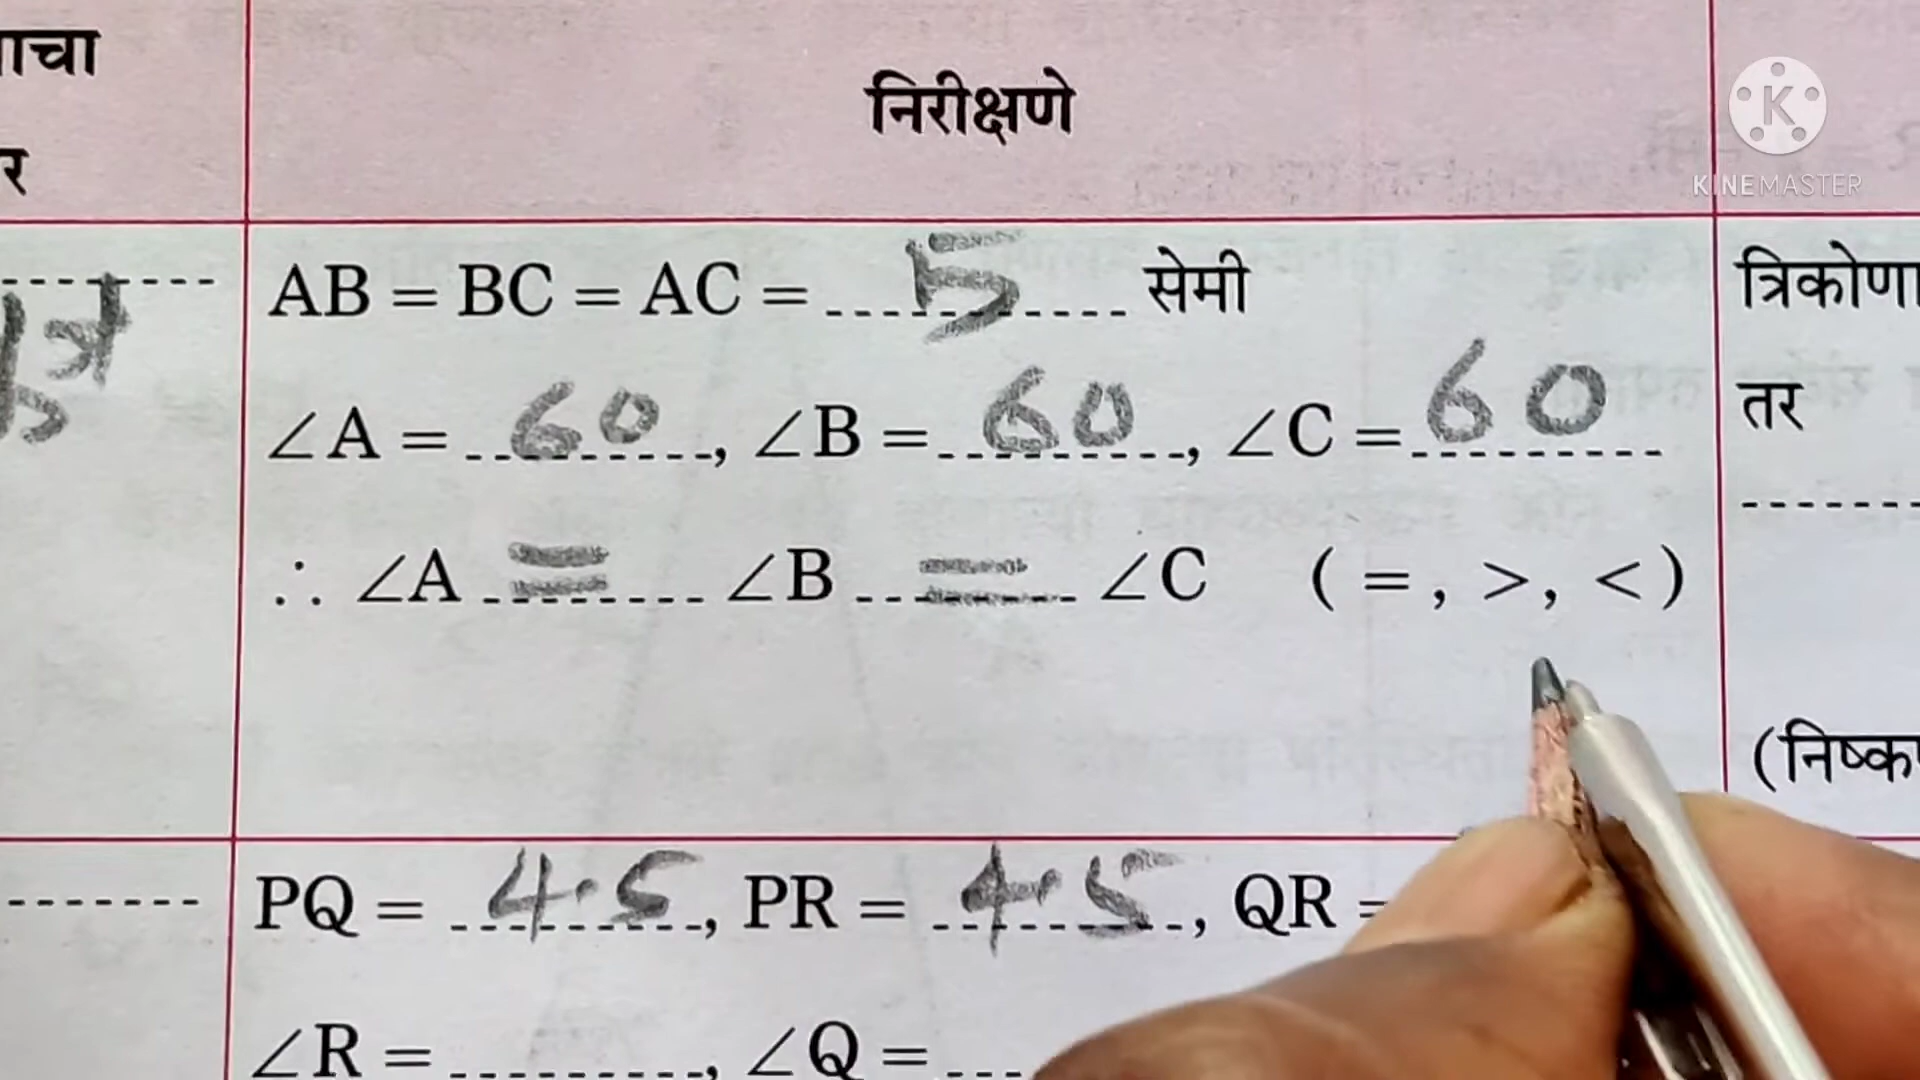 निरीक्षणे
K
KINEMASTER
AB = BC = AC = 5 सेमी
∠A = 60, ∠B = 60, ∠C = 60
∴ ∠A = ∠B = ∠C ( = , >, < )
त्रिकोणा
तर
(निष्क
PQ = 4.5, PR = 4.5, QR =
∠R = , ∠Q =